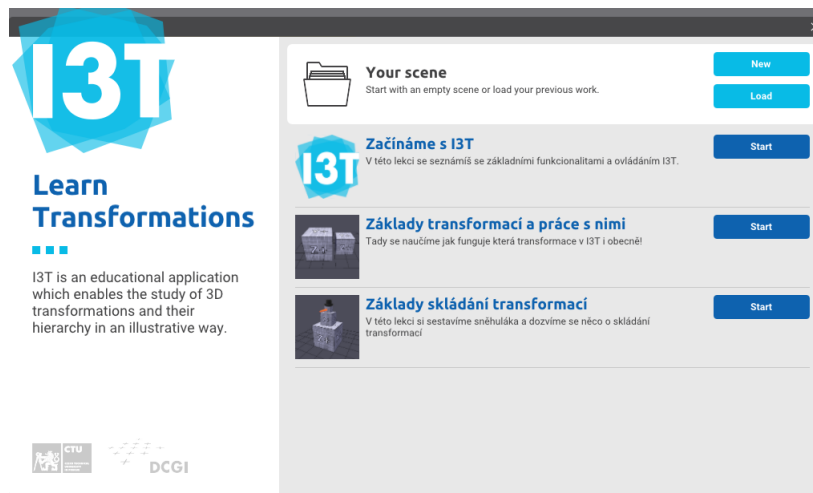 I3T
Learn
Transformations
I3T is an educational application
which enables the study of 3D
transformations and their
hierarchy in an illustrative way.
CTU
DCGI
Your scene
Start with an empty scene or load your previous work.
New
Load
I3T
Začínáme s I3T
V této lekci se seznámíš se základními funkcionalitami a ovládáním I3T.
Start
Základy transformací a práce s nimi
Tady se naučíme jak funguje která transformace v I3T i obecně!
Start
Základy skládání transformací
V této lekci si sestavíme sněhuláka a dozvíme se něco o skládání
transformací
Start